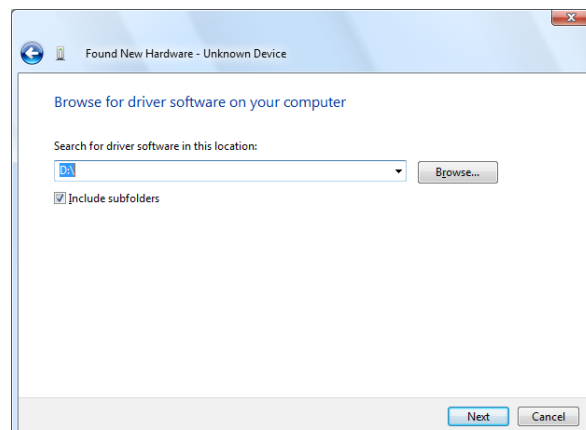 Found New Hardware - Unknown Device
Browse for driver software on your computer
Search for driver software in this location:
D:\
Browse...
Include subfolders
Next
Cancel